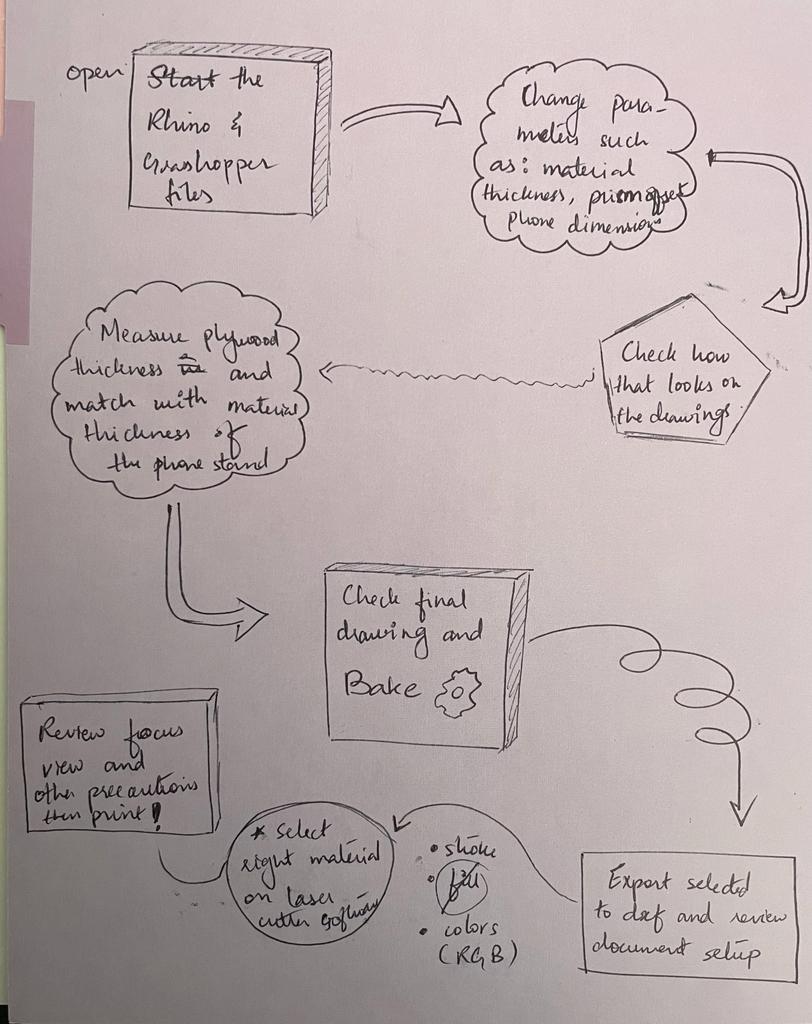 open Start the
Rhino &
Grasshopper
files
Change para-
meters such
as: material
thickness, prism offset
phone dimensions
Check how
that looks on
the drawings
Measure plywood
thickness and
match with material
thickness of
the phone stand
Check final
drawing and
Bake
Export selected
to dxf and review
document setup
• stroke
• fill
• colors
(RGB)
* select
right material
on laser
cutter software
Review focus
view and
other precautions
then print!